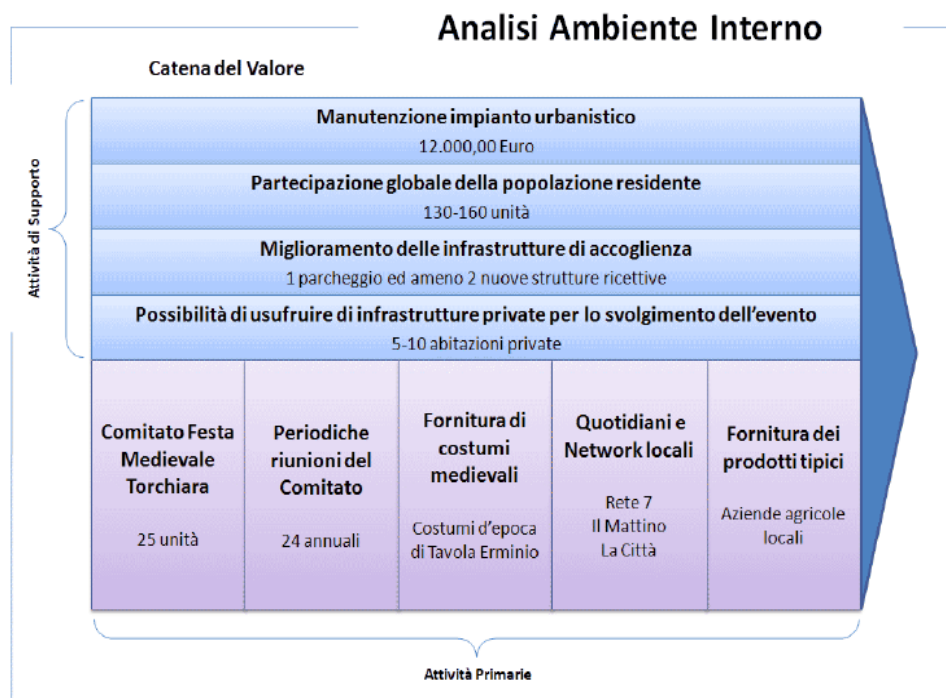 Analisi Ambiente Interno
Catena del Valore
Attività di Supporto
Manutenzione impianto urbanistico
12.000,00 Euro
Partecipazione globale della popolazione residente
130-160 unità
Miglioramento delle infrastrutture di accoglienza
1 parcheggio ed ameno 2 nuove strutture ricettive
Possibilità di usufruire di infrastrutture private per lo svolgimento dell'evento
5-10 abitazioni private
Comitato Festa
Medievale
Torchiara
25 unità
Periodiche
riunioni del
Comitato
24 annuali
Fornitura di
costumi
medievali
Costumi d'epoca
di Tavola Erminio
Quotidiani e
Network locali
Rete 7
Il Mattino
La Città
Fornitura dei
prodotti tipici
Aziende agricole
locali
Attività Primarie